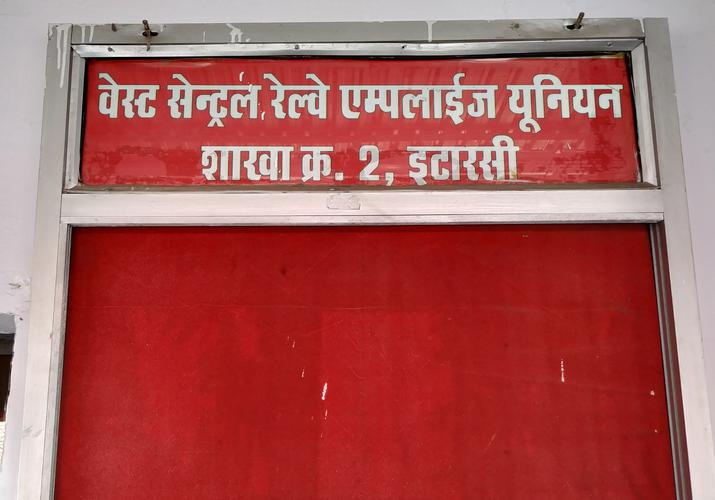 वेस्ट सेन्ट्रल रेल्वे एम्पलाईज यूनियन
शाखा क्र. 2, इटारसी